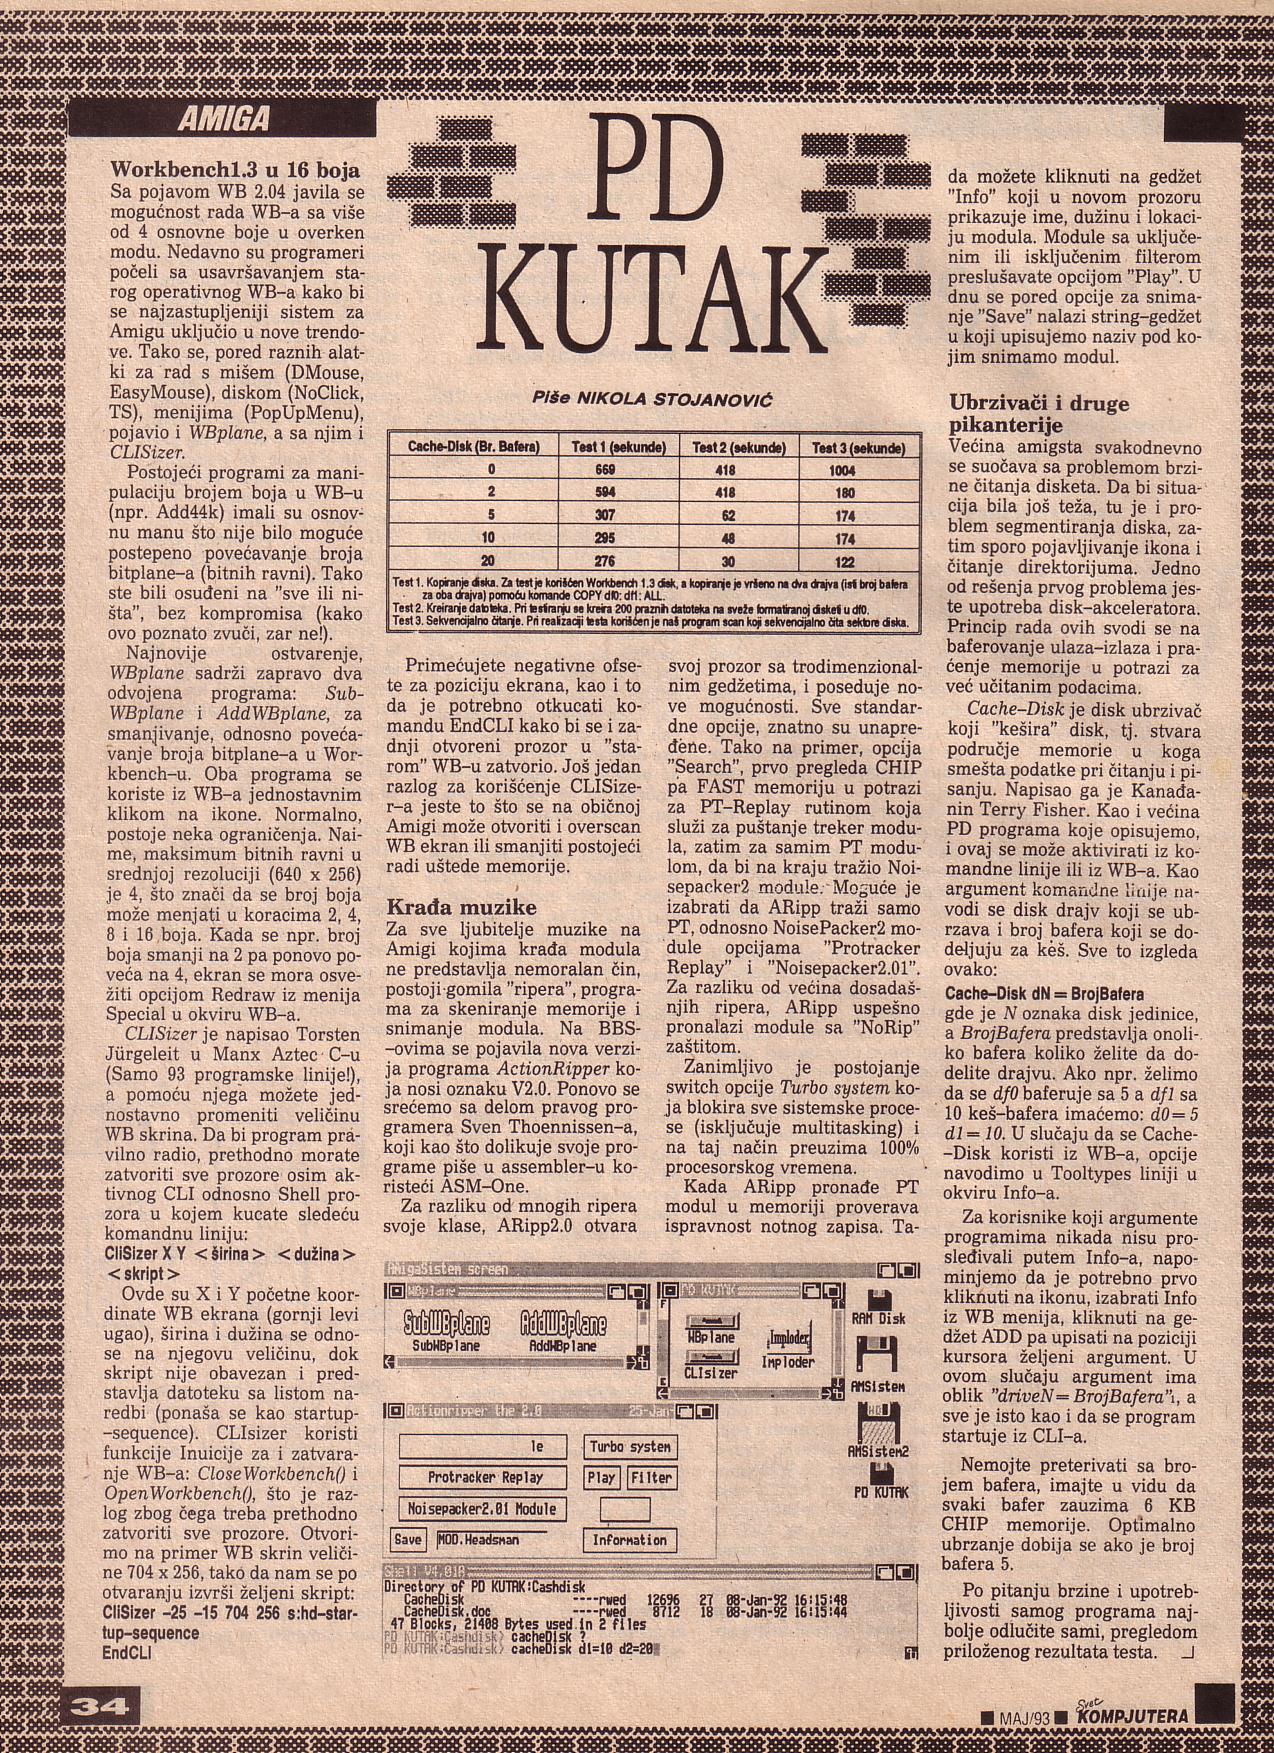 AMIGA
PD
KUTAK
Piše NIKOLA STOJANOVIĆ
Workbench1.3 u 16 boja
Sa pojavom WB 2.04 javila se
mogućnost rada WB–a sa više
od 4 osnovne boje u overken
modu. Nedavno su programeri
počeli sa usavršavanjem sta-
rog operativnog WB–a kako bi
se najzastupljeniji sistem za
Amigu uključio u nove trendo-
ve. Tako se, pored raznih alat-
ki za rad s mišem (DMouse,
EasyMouse), diskom (NoClick,
TS), menijima (PopUpMenu),
pojavio i WBplane, a sa njim i
CLISizer.
Postojeći programi za mani-
pulaciju brojem boja u WB–u
(npr. Add44k) imali su osnov-
nu manu što nije bilo moguće
postepeno povećavanje broja
bitplane–a (bitnih ravni). Tako
ste bili osuđeni na "sve ili ni-
šta", bez kompromisa (kako
ovo poznato zvuči, zar ne!).
Najnovije ostvarenje,
WBplane sadrži zapravo dva
odvojena programa: Sub-
WBplane i AddWBplane, za
smanjivanje, odnosno poveća-
vanje broja bitplane–a u Wor-
kbench–u. Oba programa se
koriste iz WB–a jednostavnim
klikom na ikone. Normalno,
postoje neka ograničenja. Nai-
me, maksimum bitnih ravni u
srednjoj rezoluciji (640 x 256)
je 4, što znači da se broj boja
može menjati u koracima 2, 4,
8 i 16 boja. Kada se npr. broj
boja smanji na 2 pa ponovo po-
veća na 4, ekran se mora osve-
žiti opcijom Redraw iz menija
Special u okviru WB–a.
CLISizer je napisao Torsten
Jürgeleit u Manx Aztec C–u
(Samo 93 programske linije!),
a pomoću njega možete jed-
nostavno promeniti veličinu
WB skrina. Da bi program pra-
vilno radio, prethodno morate
zatvoriti sve prozore osim ak-
tivnog CLI odnosno Shell pro-
zora u kojem kucate sledeću
komandnu liniju:
CliSizer X Y < širina > < dužina >
< skript >
Ovde su X i Y početne koor-
dinate WB ekrana (gornji levi
ugao), širina i dužina se odno-
se na njegovu veličinu, dok
skript nije obavezan i pred-
stavlja datoteku sa listom na-
redbi (ponaša se kao startup-
–sequence). CLIsizer koristi
funkcije Inuicije za i zatvara-
nje WB–a: CloseWorkbench() i
OpenWorkbench(), što je raz-
log zbog čega treba prethodno
zatvoriti sve prozore. Otvori-
mo na primer WB skrin veliči-
ne 704 x 256, tako da nam se po
otvaranju izvrši željeni skript:
CliSizer –25 –15 704 256 s:hd–star-
tup–sequence
EndCLI
Cache–Disk (Br. Bafera) Test 1 (sekunde) Test 2 (sekunde) Test 3 (sekunde)
0 669 418 1004
2 594 418 180
5 307 62 174
10 295 48 174
20 276 30 122
Test 1. Kopiranje diska. Za test je korišćen Workbench 1.3 disk, a kopiranje je vršeno na dva drajva (isti broj bafera
za oba drajva) pomoću komande COPY df0: df1: ALL.
Test 2. Kreiranje datoteka. Pri testiranju se kreira 200 praznih datoteka na sveže formatiranoj disketi u df0.
Test 3. Sekvencijalno čitanje. Pri realizaciji testa korišćen je naš program scan koji sekvencijalno čita sektore diska.
Primećujete negativne ofse-
te za poziciju ekrana, kao i to
da je potrebno otkucati ko-
mandu EndCLI kako bi se i za-
dnji otvoreni prozor u "sta-
rom" WB–u zatvorio. Još jedan
razlog za korišćenje CLISize-
r–a jeste to što se na običnoj
Amigi može otvoriti i overscan
WB ekran ili smanjiti postojeći
radi uštede memorije.
Krađa muzike
Za sve ljubitelje muzike na
Amigi kojima krađa modula
ne predstavlja nemoralan čin,
postoji gomila "ripera", progra-
ma za skeniranje memorije i
snimanje modula. Na BBS-
–ovima se pojavila nova verzi-
ja programa ActionRipper ko-
ja nosi oznaku V2.0. Ponovo se
srećemo sa delom pravog pro-
gramera Sven Thoennissen–a,
koji kao što dolikuje svoje pro-
grame piše u assembler–u ko-
risteći ASM–One.
Za razliku od mnogih ripera
svoje klase, ARipp2.0 otvara
svoj prozor sa trodimenzional-
nim gedžetima, i poseduje no-
ve mogućnosti. Sve standar-
dne opcije, znatno su unapre-
đene. Tako na primer, opcija
"Search", prvo pregleda CHIP
pa FAST memoriju u potrazi
za PT–Replay rutinom koja
služi za puštanje treker modu-
la, zatim za samim PT modu-
lom, da bi na kraju tražio Noi-
sepacker2 module. Moguće je
izabrati da ARipp traži samo
PT, odnosno NoisePacker2 mo-
dule opcijama "Protracker
Replay" i "Noisepacker2.01".
Za razliku od većina dosadaš-
njih ripera, ARipp uspešno
pronalazi module sa "NoRip"
zaštitom.
Zanimljivo je postojanje
switch opcije Turbo system ko-
ja blokira sve sistemske proce-
se (isključuje multitasking) i
na taj način preuzima 100%
procesorskog vremena.
Kada ARipp pronađe PT
modul u memoriji proverava
ispravnost notnog zapisa. Ta-
da možete kliknuti na gedžet
"Info" koji u novom prozoru
prikazuje ime, dužinu i lokaci-
ju modula. Module sa uključe-
nim ili isključenim filterom
preslušavate opcijom "Play". U
dnu se pored opcije za snima-
nje "Save" nalazi string–gedžet
u koji upisujemo naziv pod ko-
jim snimamo modul.
Ubrzivači i druge
pikanterije
Većina amigsta svakodnevno
se suočava sa problemom brzi-
ne čitanja disketa. Da bi situa-
cija bila još teža, tu je i pro-
blem segmentiranja diska, za-
tim sporo pojavljivanje ikona i
čitanje direktorijuma. Jedno
od rešenja prvog problema jes-
te upotreba disk–akceleratora.
Princip rada ovih svodi se na
baferovanje ulaza–izlaza i pra-
ćenje memorije u potrazi za
već učitanim podacima.
Cache–Disk je disk ubrzivač
koji "kešira" disk, tj. stvara
područje memorije u koga
smešta podatke pri čitanju i pi-
sanju. Napisao ga je Kanađa-
nin Terry Fisher. Kao i većina
PD programa koje opisujemo,
i ovaj se može aktivirati iz ko-
mandne linije ili iz WB–a. Kao
argument komandne linije na-
vodi se disk drajv koji se ub-
rzava i broj bafera koji se do-
deljuju za keš. Sve to izgleda
ovako:
Cache–Disk dN = BrojBafera
gde je N oznaka disk jedinice,
a BrojBafera predstavlja onoli-
ko bafera koliko želite da do-
delite drajvu. Ako npr. želimo
da se df0 baferuje sa 5 a df1 sa
10 keš–bafera imaćemo: d0= 5
d1= 10. U slučaju da se Cache-
–Disk koristi iz WB–a, opcije
navodimo u Tooltypes liniji u
okviru Info–a.
Za korisnike koji argumente
programima nikada nisu pro-
sleđivali putem Info–a, napo-
minjemo da je potrebno prvo
kliknuti na ikonu, izabrati Info
iz WB menija, kliknuti na ge-
džet ADD pa upisati na poziciji
kursora željeni argument. U
ovom slučaju argument ima
oblik "driveN= BrojBafera"ı, a
sve je isto kao i da se program
startuje iz CLI–a.
Nemojte preterivati sa bro-
jem bafera, imajte u vidu da
svaki bafer zauzima 6 KB
CHIP memorije. Optimalno
ubrzanje dobija se ako je broj
bafera 5.
Po pitanju brzine i upotreb-
ljivosti samog programa naj-
bolje odlučite sami, pregledom
priloženog rezultata testa.
AmigaSistem screen
WBplane
SubWBplane AddWBplane
SubWBplane AddWBplane
PD KUTAK
WBplane
CLIsizer
Imploder
Imploder
RAM Disk
AMSistem
HD
AMSistem2
PD KUTAK
Actionripper the 2.0 25-Jan-
le
Turbo system
Protracker Replay
Play Filter
Noisepacker2.01 Module
Save MOD.Headsman
Information
Directory of PD KUTAK:Cashdisk
CacheDisk ----rwed 12696 27 08-Jan-92 16:15:48
CacheDisk.doc ----rwed 8712 18 08-Jan-92 16:15:44
47 Blocks, 21408 Bytes used in 2 files
PD KUTAK:Cashdisk> cacheDisk ?
PD KUTAK:Cashdisk> cacheDisk d1=10 d2=20
34
MAJ/93 Svet KOMPJUTERA